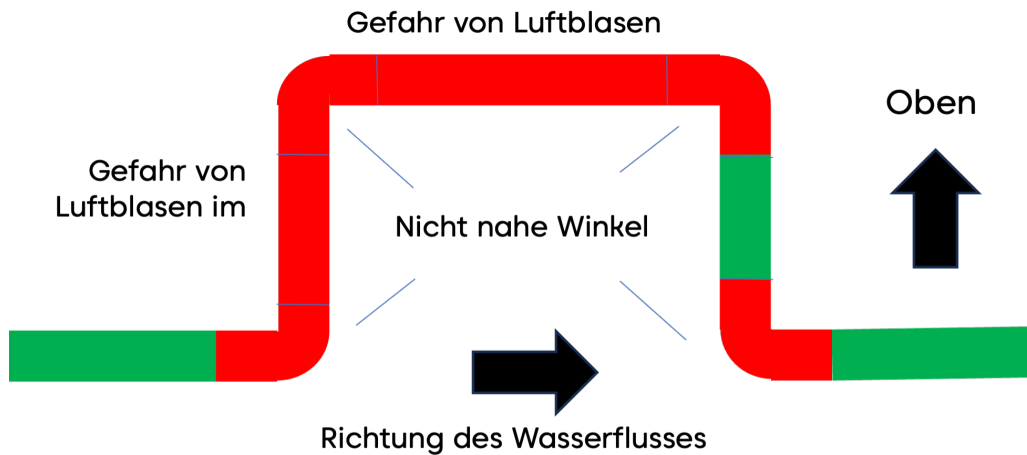 Gefahr von Luftblasen
Oben
Gefahr von
Luftblasen im
Nicht nahe Winkel
Richtung des Wasserflusses